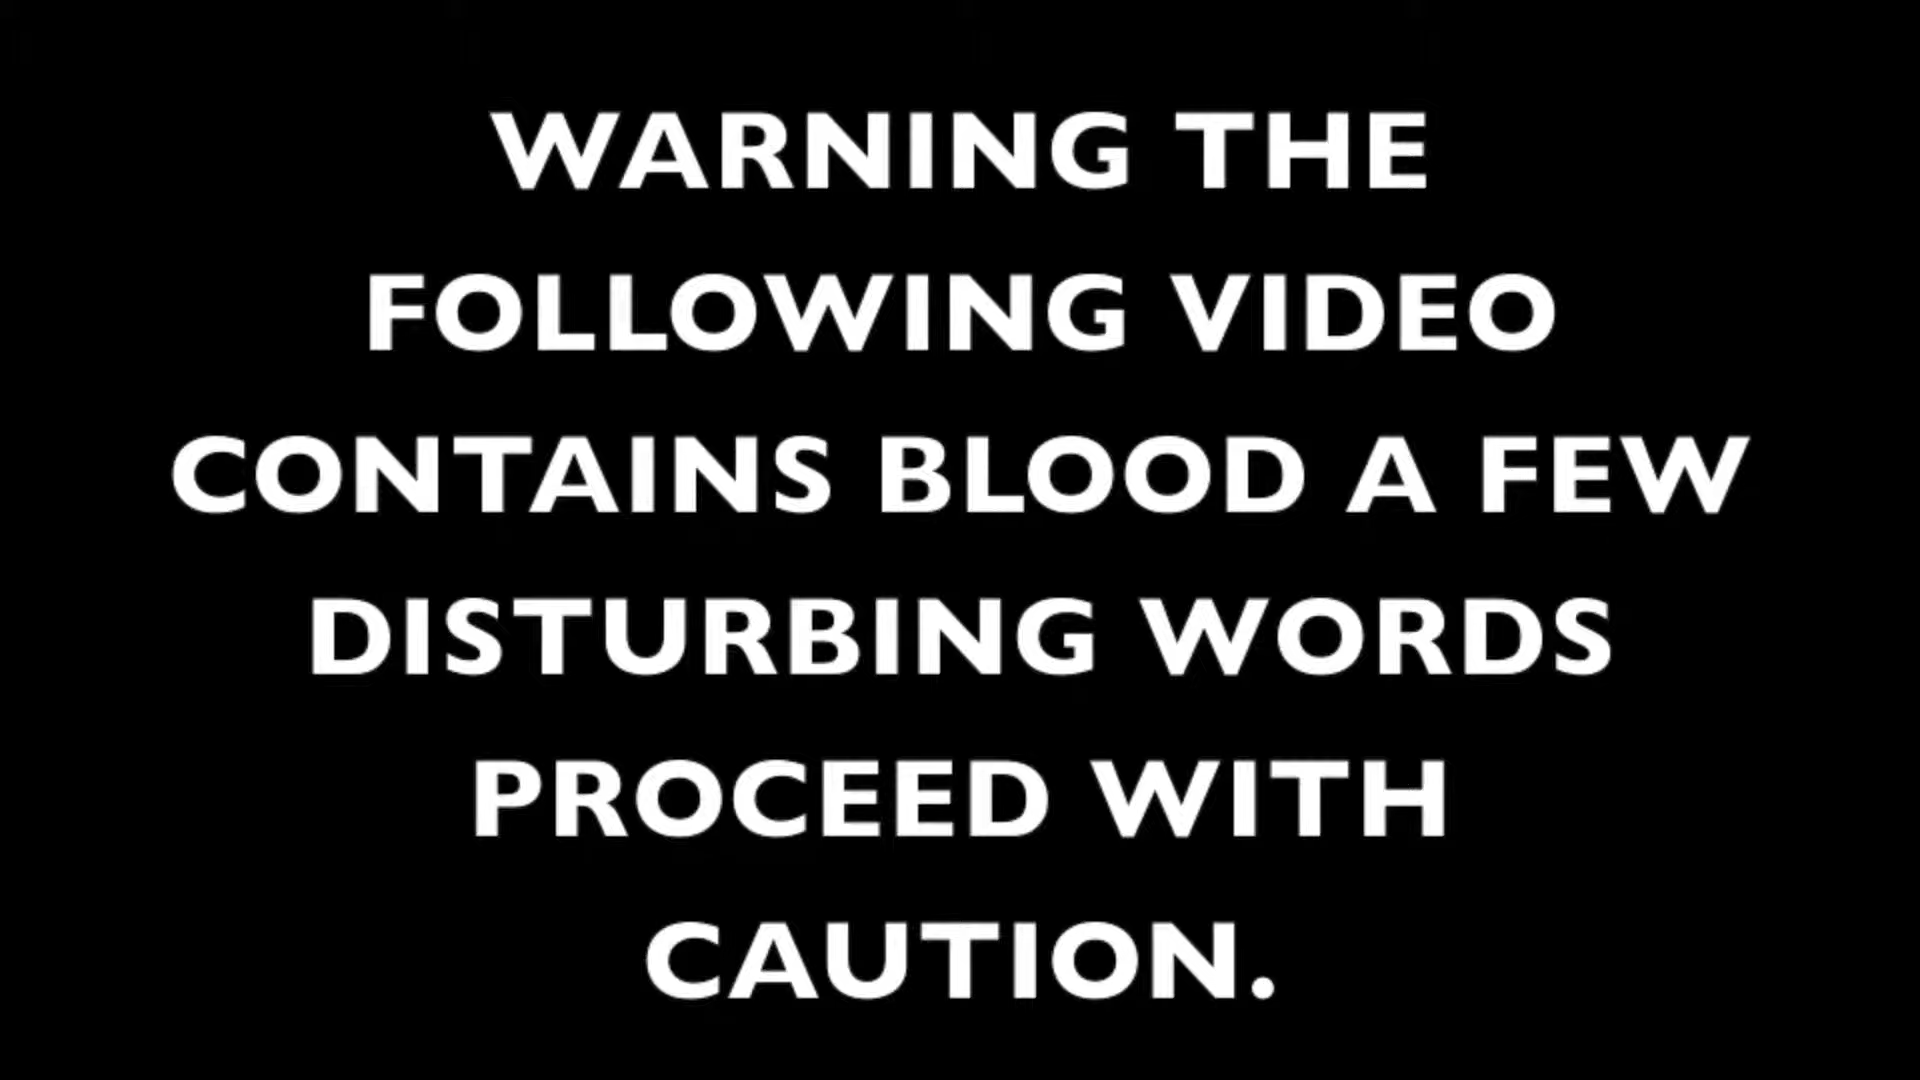 WARNING THE
FOLLOWING VIDEO
CONTAINS BLOOD A FEW
DISTURBING WORDS
PROCEED WITH
CAUTION.